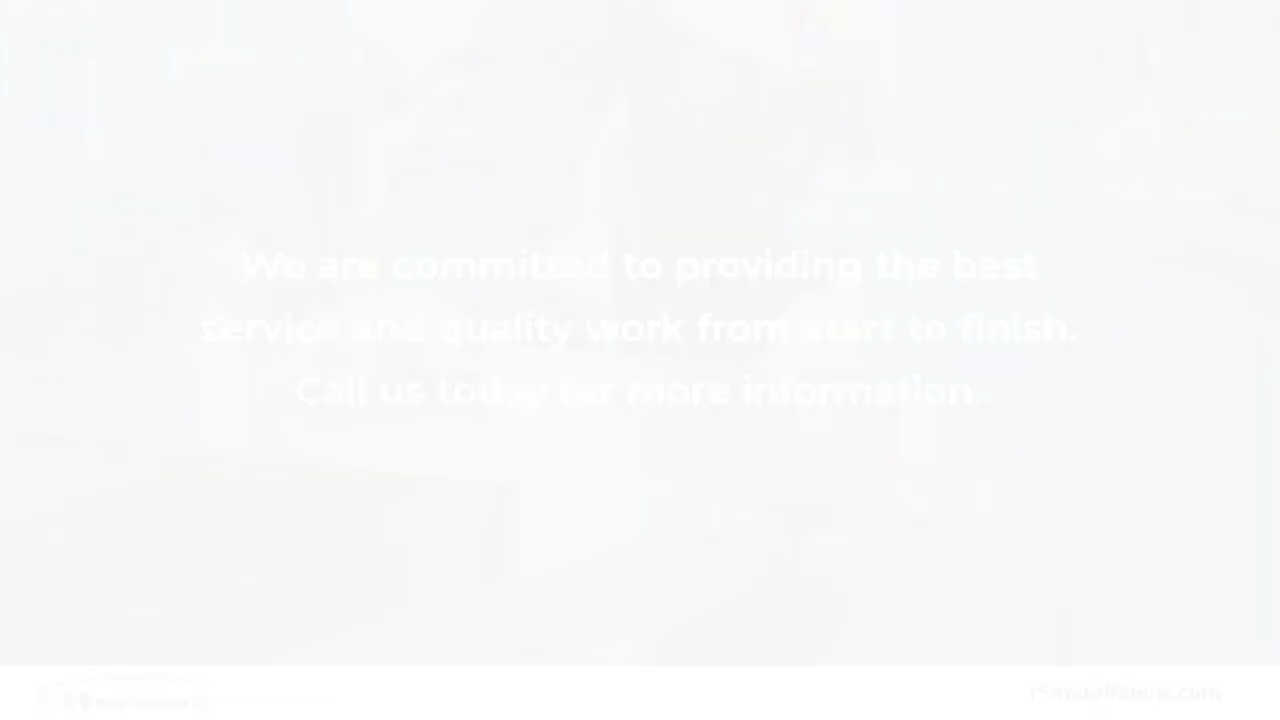 We are committed to providing the best
service and quality work from start to finish.
Call us today for more information.